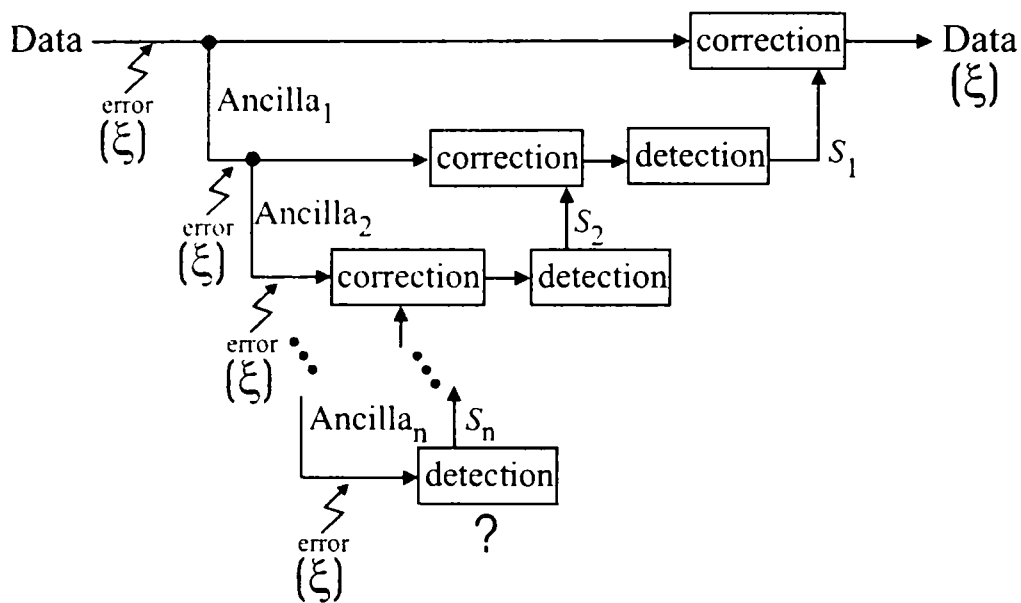 Data
correction
Data
(ξ)
error
(ξ)
Ancilla₁
correction
detection
S₁
error
(ξ)
Ancilla₂
S₂
correction
detection
error
(ξ)
Ancillaₙ
Sₙ
detection
?
error
(ξ)